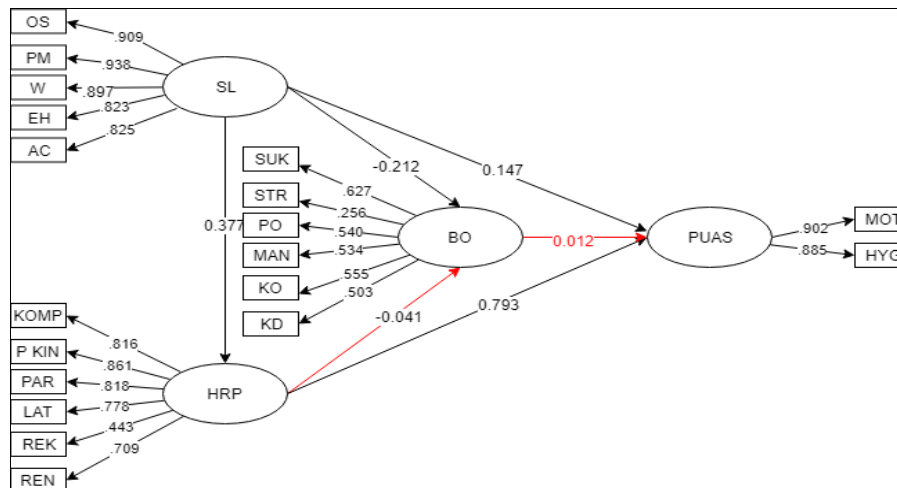 OS
.909
PM
.938
W
.897
SL
EH
.823
AC
.825
-0.212
0.147
SUK
.627
STR
.256
0.377
PO
.540
BO
0.012
PUAS
.902
MOT
MAN
.534
.885
HYG
KO
.555
KD
.503
-0.041
0.793
KOMP
.816
P KIN
.861
PAR
.818
HRP
LAT
.778
REK
.443
REN
.709